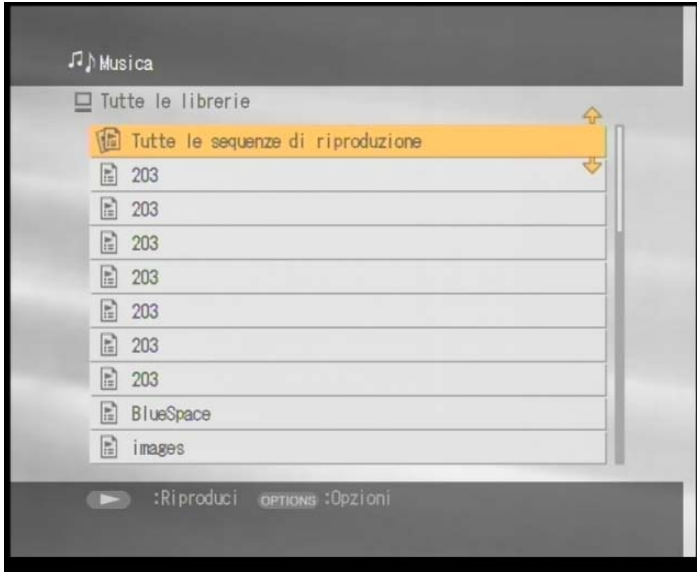 Musica
Tutte le librerie
Tutte le sequenze di riproduzione
203
203
203
203
203
203
203
BlueSpace
images
:Riproduci OPTIONS :Opzioni